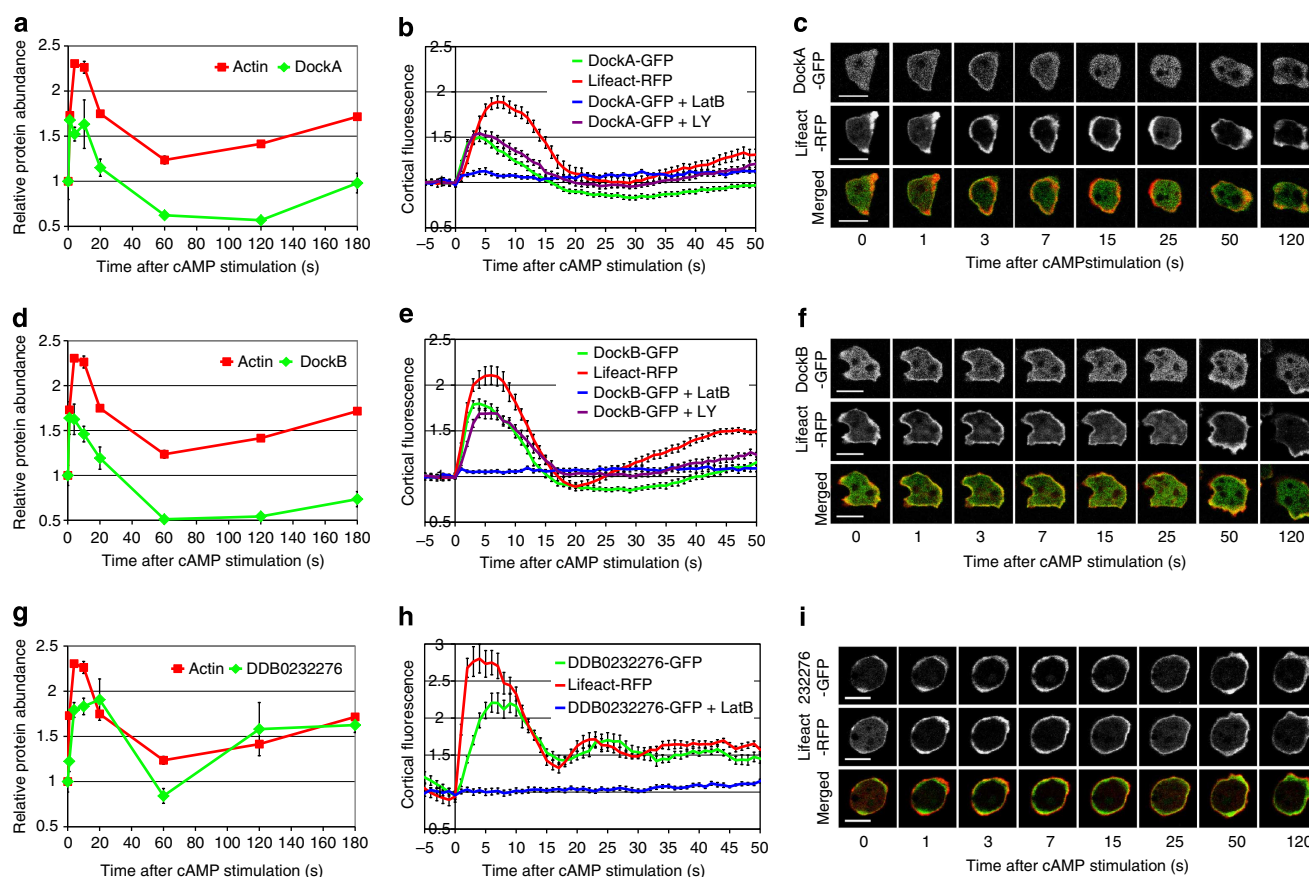 a
Relative protein abundance
2.5
2
1.5
1
0.5
Actin DockA
0 20 40 60 80 100 120 140 160 180
Time after cAMP stimulation (s)
b
Cortical fluorescence
2.5
2
1.5
1
0.5
DockA-GFP
Lifeact-RFP
DockA-GFP + LatB
DockA-GFP + LY
–5 0 5 10 15 20 25 30 35 40 45 50
Time after cAMP stimulation (s)
c
DockA
-GFP
Lifeact
-RFP
Merged
0 1 3 7 15 25 50 120
Time after cAMPstimulation (s)
d
Relative protein abundance
2.5
2
1.5
1
0.5
Actin DockB
0 20 40 60 80 100 120 140 160 180
Time after cAMP stimulation (s)
e
Cortical fluorescence
2.5
2
1.5
1
0.5
DockB-GFP
Lifeact-RFP
DockB-GFP + LatB
DockB-GFP + LY
–5 0 5 10 15 20 25 30 35 40 45 50
Time after cAMP stimulation (s)
f
DockB
-GFP
Lifeact
-RFP
Merged
0 1 3 7 15 25 50 120
Time after cAMP stimulation (s)
g
Relative protein abundance
2.5
2
1.5
1
0.5
Actin DDB0232276
0 20 40 60 80 100 120 140 160 180
Time after cAMP stimulation (s)
h
Cortical fluorescence
3
2.5
2
1.5
1
0.5
DDB0232276-GFP
Lifeact-RFP
DDB0232276-GFP + LatB
–5 0 5 10 15 20 25 30 35 40 45 50
Time after cAMP stimulation (s)
i
232276
-GFP
Lifeact
-RFP
Merged
0 1 3 7 15 25 50 120
Time after cAMP stimulation (s)